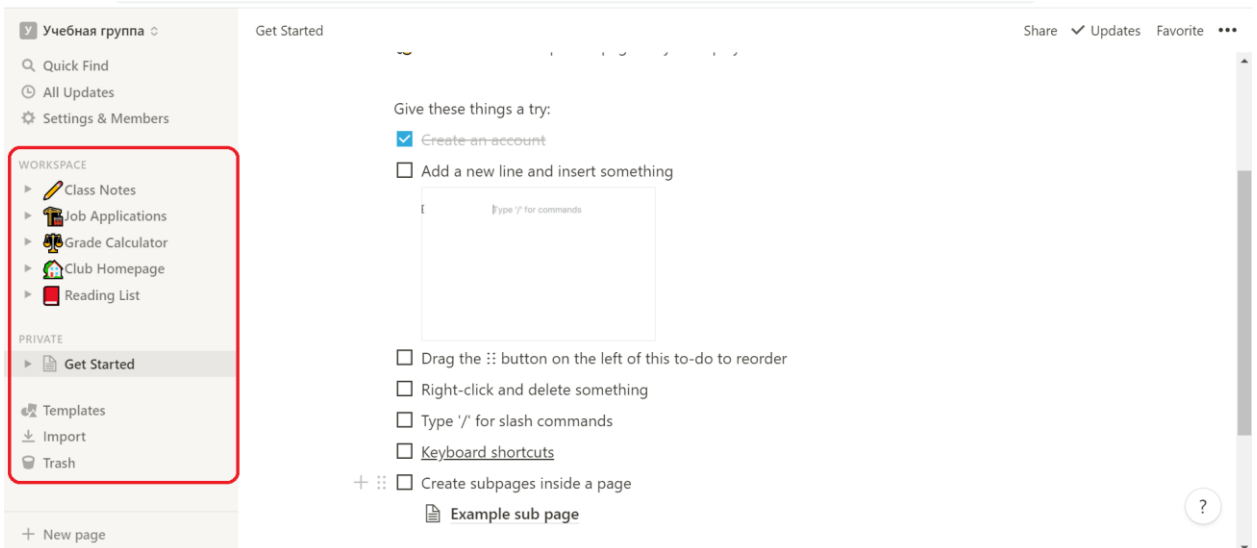 У Учебная группа
Quick Find
All Updates
Settings & Members
WORKSPACE
Class Notes
Job Applications
Grade Calculator
Club Homepage
Reading List
PRIVATE
Get Started
Templates
Import
Trash
+ New page
Get Started
Share ✓ Updates Favorite •••
Give these things a try:
Create an account
Add a new line and insert something
Type '/' for commands
Drag the ⠿ button on the left of this to-do to reorder
Right-click and delete something
Type '/' for slash commands
Keyboard shortcuts
Create subpages inside a page
Example sub page
?